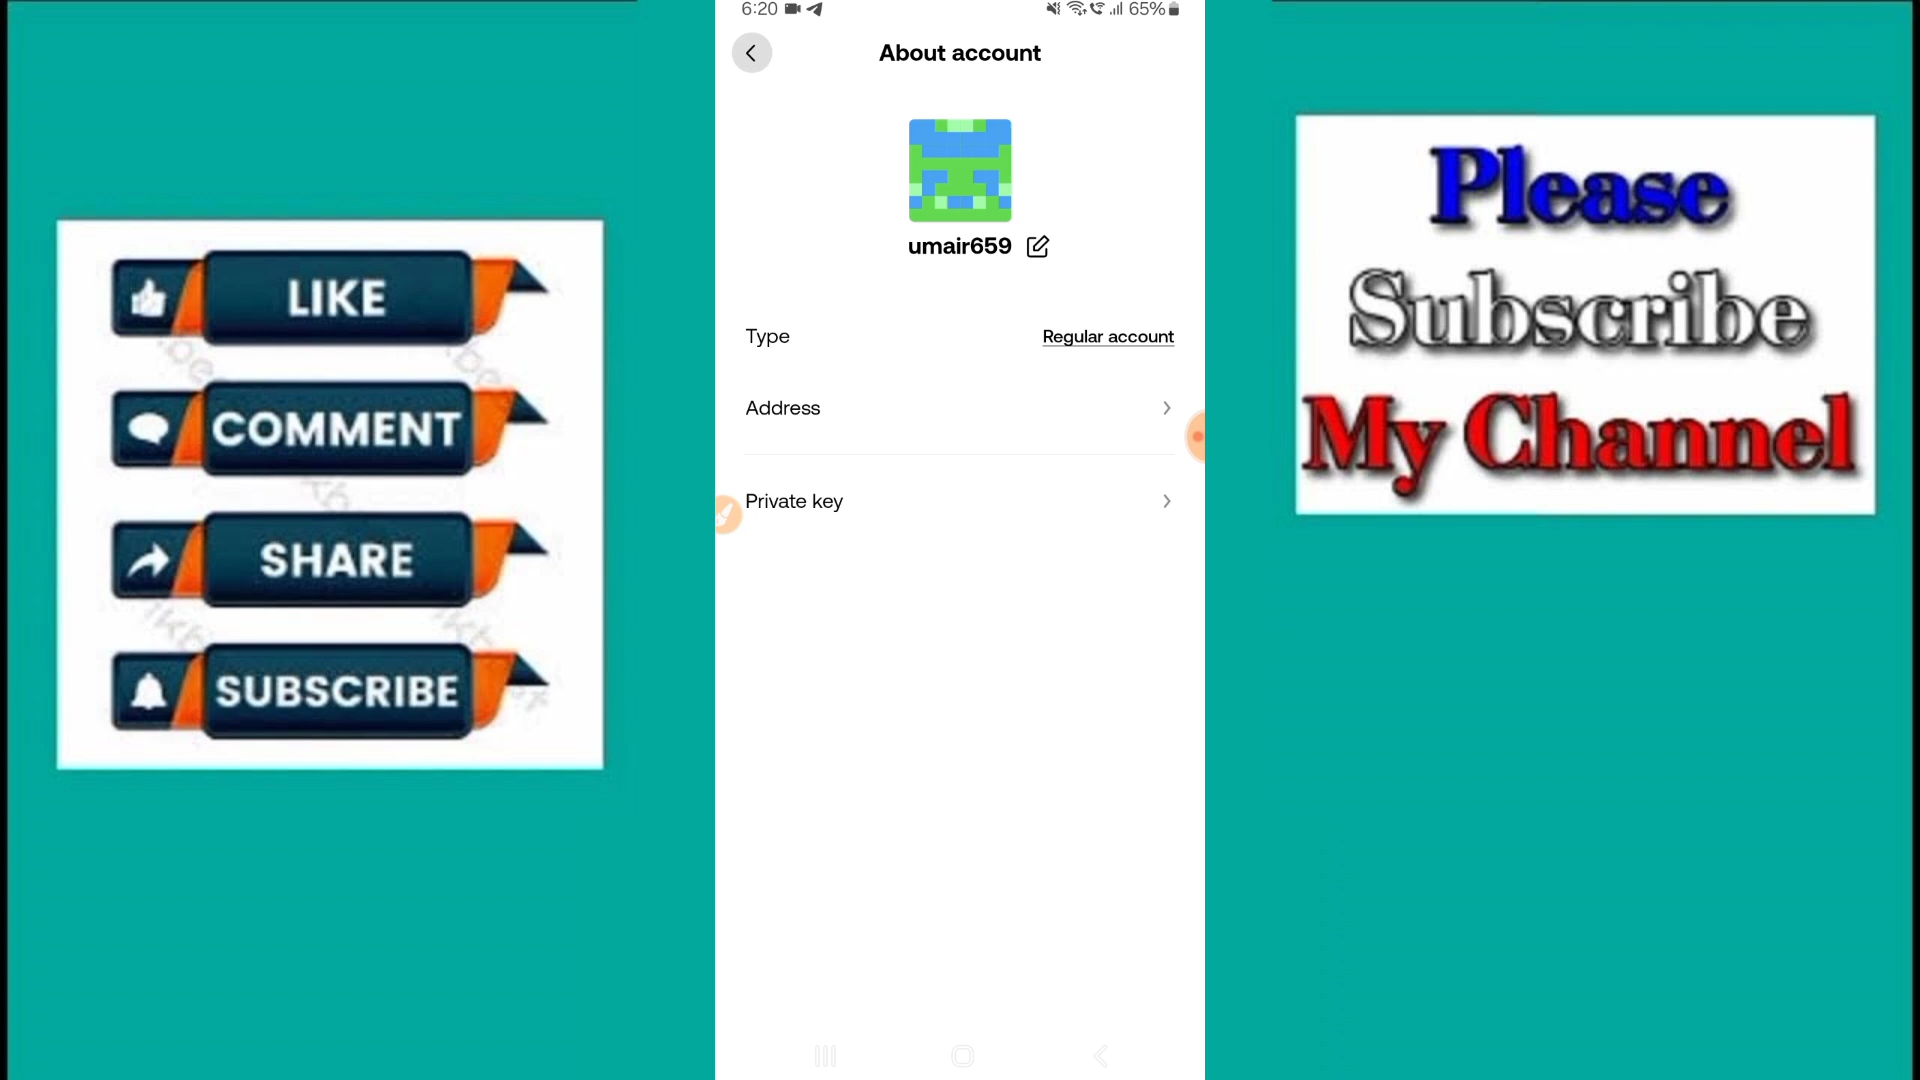 6:20
65%
About account
umair659
Type
Regular account
Address
Private key
LIKE
COMMENT
SHARE
SUBSCRIBE
Please
Subscribe
My Channel